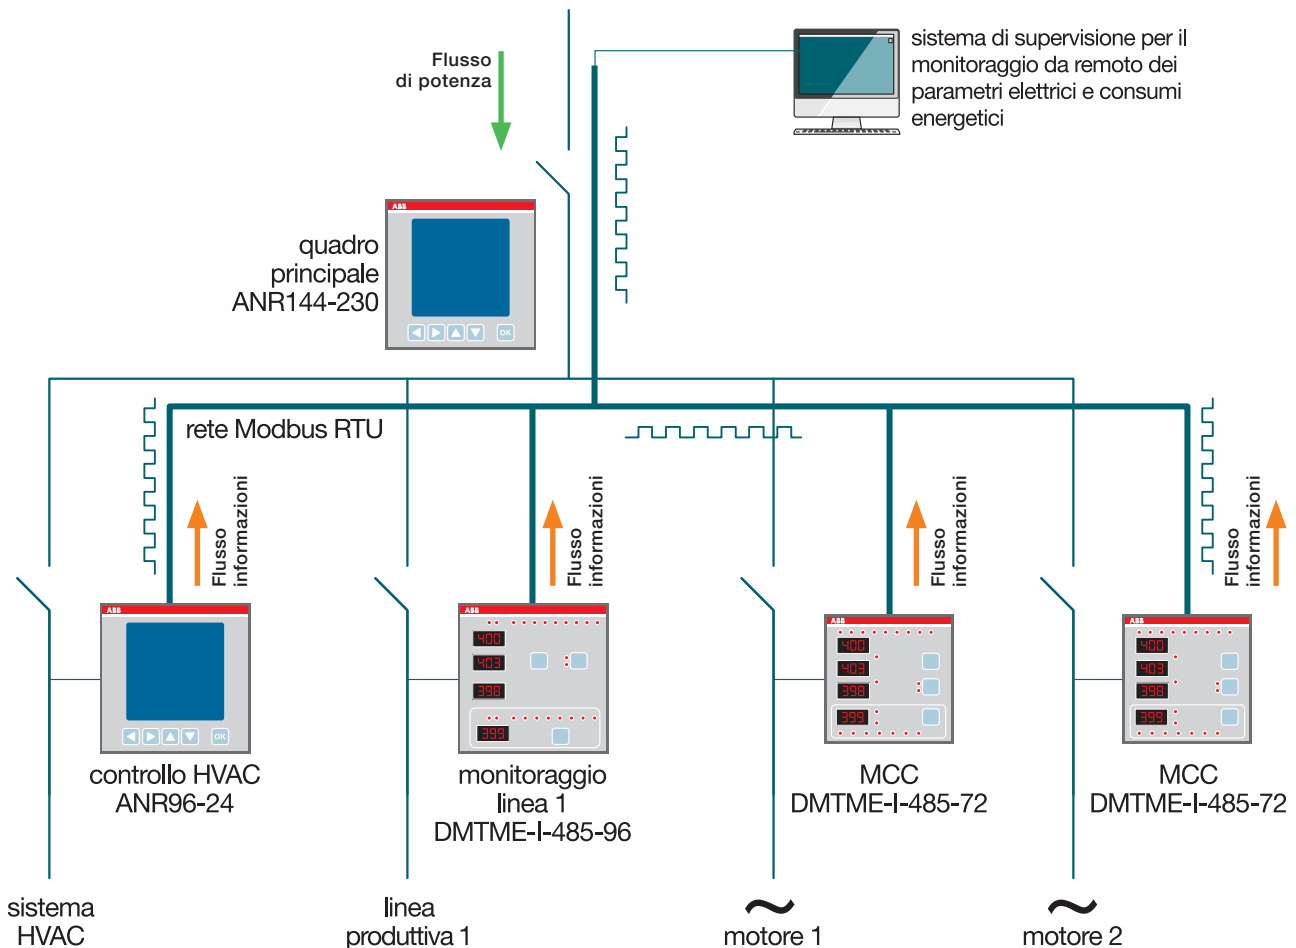 Flusso
di potenza
sistema di supervisione per il
monitoraggio da remoto dei
parametri elettrici e consumi
energetici
ABB
quadro
principale
ANR144-230
OK
rete Modbus RTU
Flusso
informazioni
Flusso
informazioni
Flusso
informazioni
Flusso
informazioni
ABB
OK
ABB
400
403
398
399
ABB
400
403
398
399
ABB
400
403
398
399
controllo HVAC
ANR96-24
monitoraggio
linea 1
DMTME-I-485-96
MCC
DMTME-I-485-72
MCC
DMTME-I-485-72
sistema
HVAC
linea
produttiva 1
motore 1
motore 2